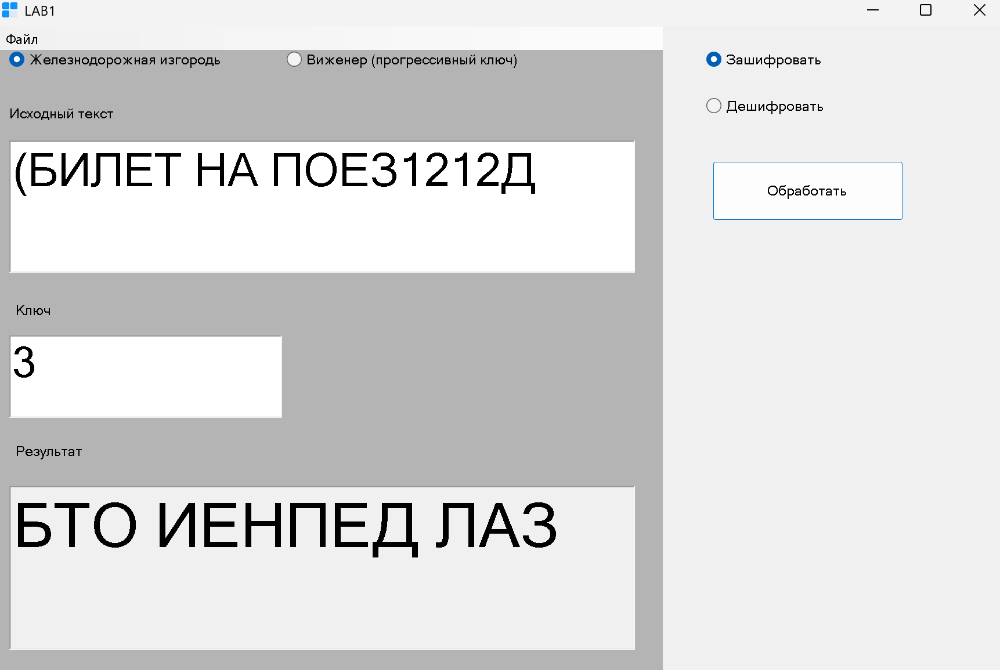 LAB1
Файл
Железнодорожная изгородь
Виженер (прогрессивный ключ)
Зашифровать
Дешифровать
Исходный текст
(БИЛЕТ НА ПОЕЗ1212Д
Обработать
Ключ
3
Результат
БТО ИЕНПЕД ЛАЗ